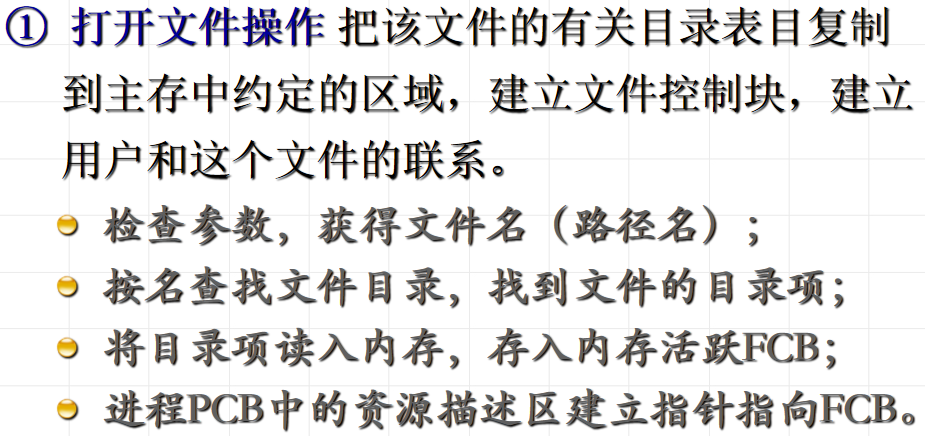 ① 打开文件操作 把该文件的有关目录表目复制
到主存中约定的区域，建立文件控制块，建立
用户和这个文件的联系。
检查参数，获得文件名（路径名）；
按名查找文件目录，找到文件的目录项；
将目录项读入内存，存入内存活跃FCB；
进程PCB中的资源描述区建立指针指向FCB。